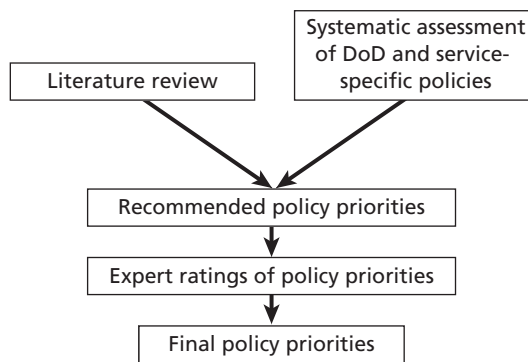 Literature review
Systematic assessment
of DoD and service-
specific policies
Recommended policy priorities
Expert ratings of policy priorities
Final policy priorities